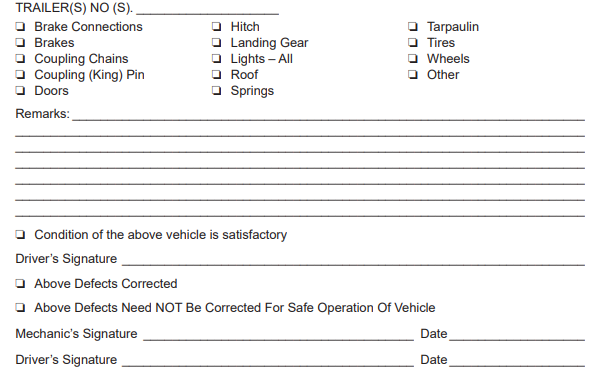 TRAILER(S) NO (S). ____________________
❏ Brake Connections ❏ Hitch ❏ Tarpaulin
❏ Brakes ❏ Landing Gear ❏ Tires
❏ Coupling Chains ❏ Lights – All ❏ Wheels
❏ Coupling (King) Pin ❏ Roof ❏ Other
❏ Doors ❏ Springs
Remarks:
❏ Condition of the above vehicle is satisfactory
Driver’s Signature
❏ Above Defects Corrected
❏ Above Defects Need NOT Be Corrected For Safe Operation Of Vehicle
Mechanic’s Signature ____________________ Date ____________________
Driver’s Signature ____________________ Date ____________________